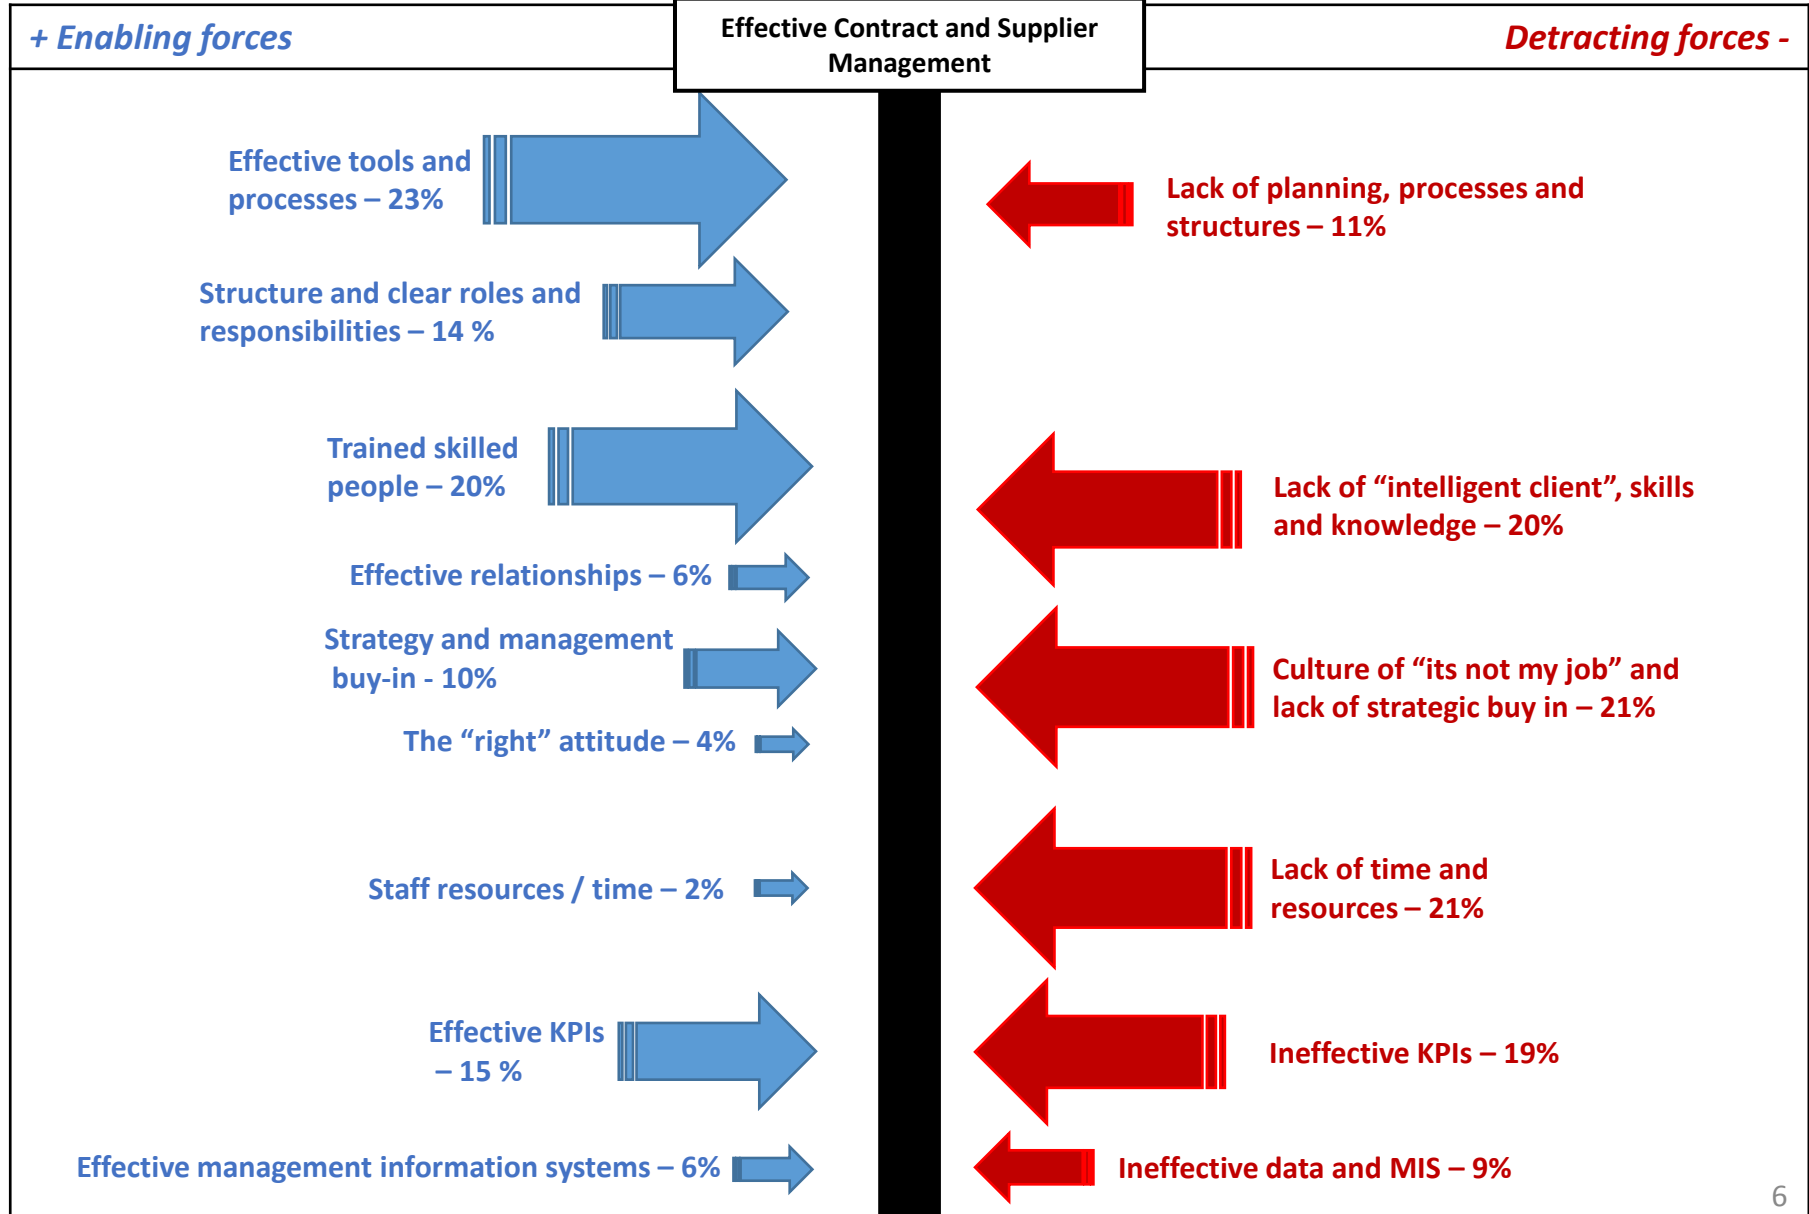 + Enabling forces
Effective Contract and Supplier
Management
Detracting forces -
Effective tools and
processes – 23%
Structure and clear roles and
responsibilities – 14 %
Trained skilled
people – 20%
Effective relationships – 6%
Strategy and management
buy-in - 10%
The “right” attitude – 4%
Staff resources / time – 2%
Effective KPIs
– 15 %
Effective management information systems – 6%
Lack of planning, processes and
structures – 11%
Lack of “intelligent client”, skills
and knowledge – 20%
Culture of “its not my job” and
lack of strategic buy in – 21%
Lack of time and
resources – 21%
Ineffective KPIs – 19%
Ineffective data and MIS – 9%
6